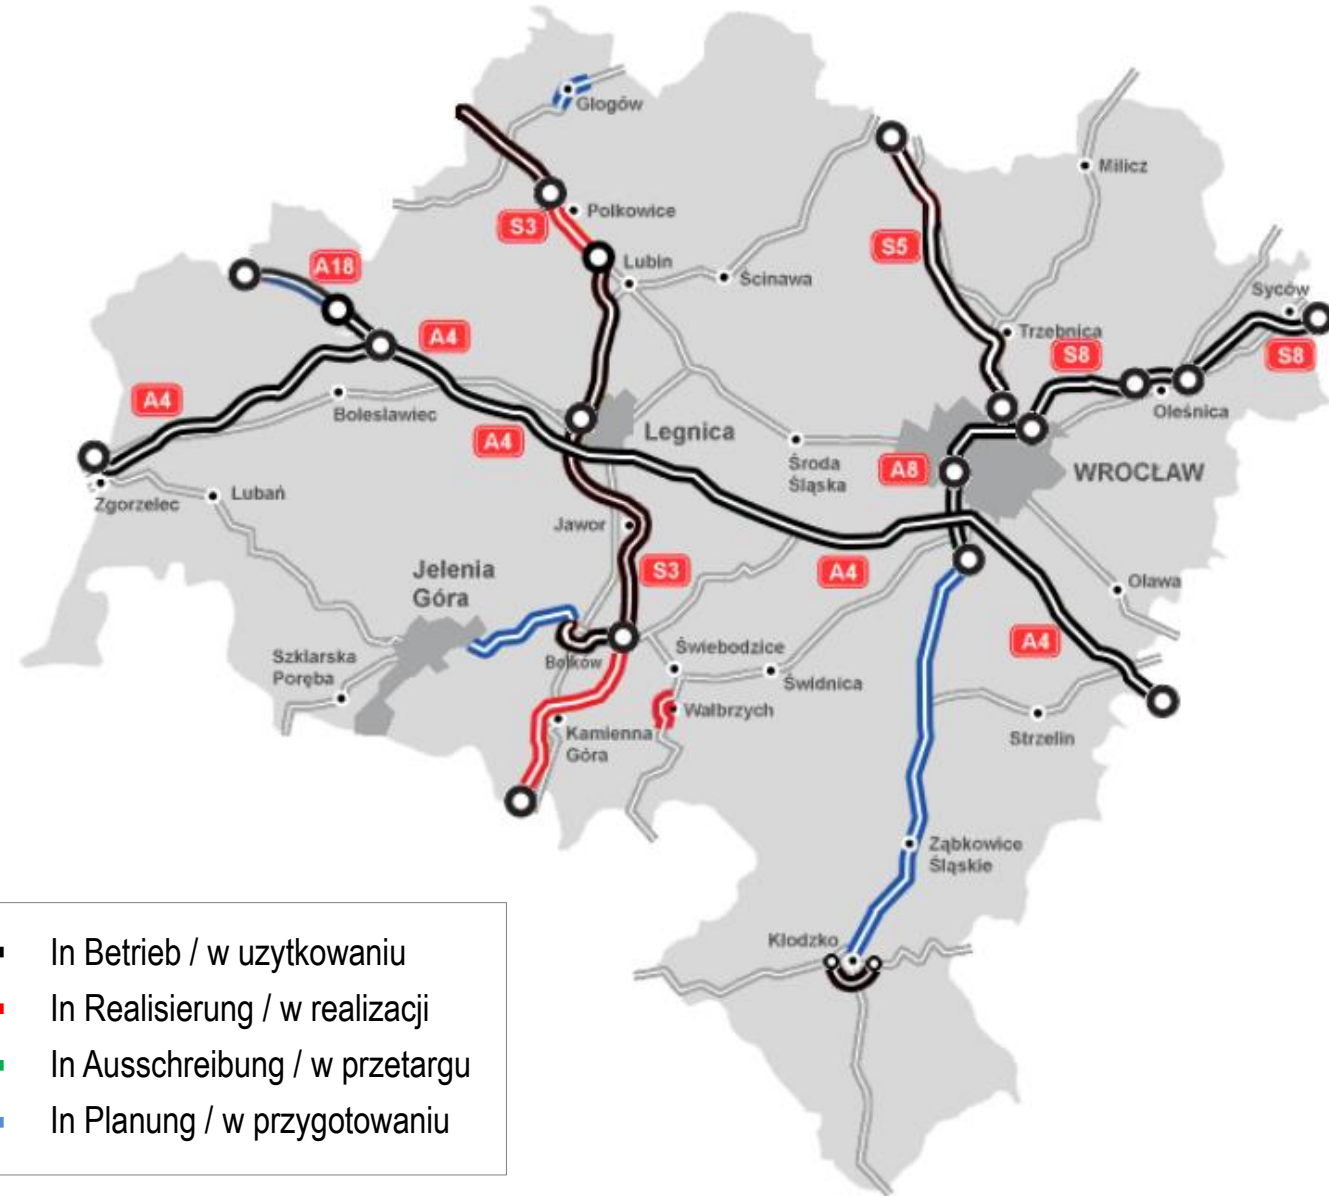 Głogów
Milicz
Polkowice
S3
S5
Lubin
A18
Ścinawa
Syców
Trzebnica
A4
S8
S8
A4
Bolesławiec
Oleśnica
Legnica
A4
Środa
Śląska
A8
WROCŁAW
Zgorzelec
Lubań
Jawor
Jelenia
Góra
S3
A4
Oława
A4
Szklarska
Poręba
Bolków
Świebodzice
Świdnica
Wałbrzych
Kamienna
Góra
Strzelin
Ząbkowice
Śląskie
Kłodzko
In Betrieb / w uzytkowaniu
In Realisierung / w realizacji
In Ausschreibung / w przetargu
In Planung / w przygotowaniu